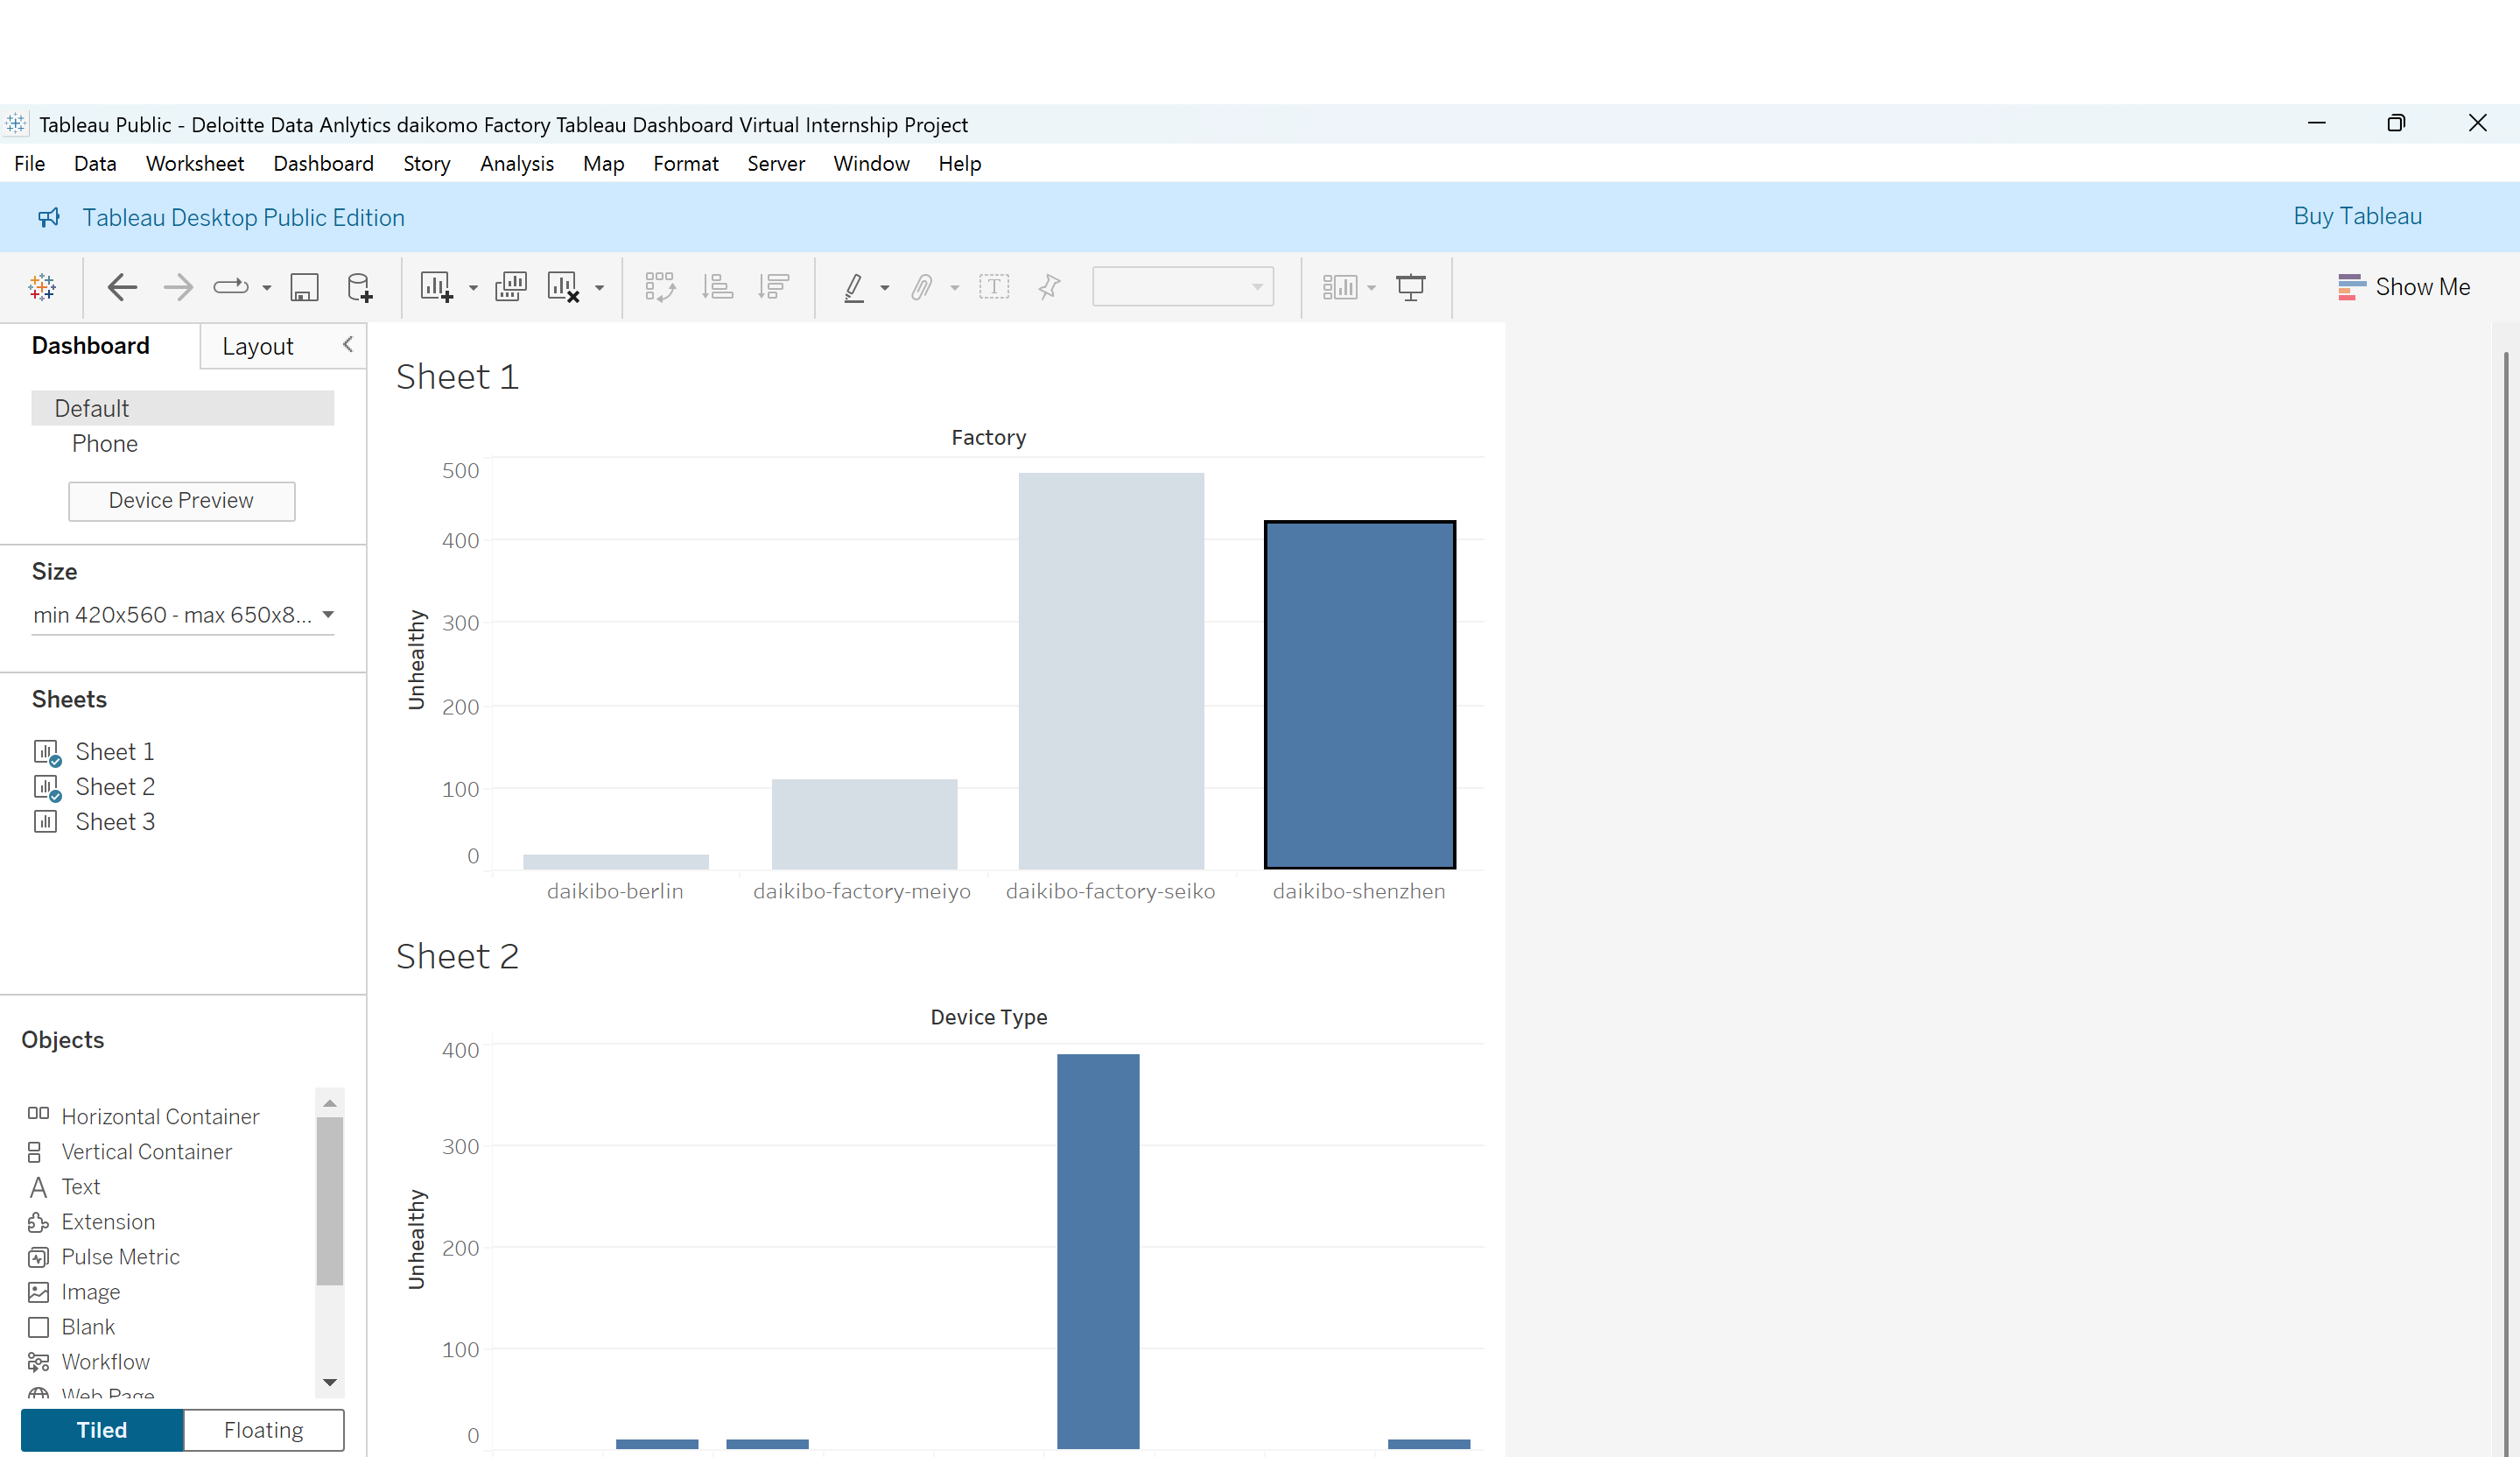 Tableau Public - Deloitte Data Anlytics daikomo Factory Tableau Dashboard Virtual Internship Project
File Data Worksheet Dashboard Story Analysis Map Format Server Window Help
Tableau Desktop Public Edition
Buy Tableau
Show Me
Dashboard
Layout
Default
Phone
Device Preview
Size
min 420x560 - max 650x8...
Sheets
Sheet 1
Sheet 2
Sheet 3
Objects
Horizontal Container
Vertical Container
Text
Extension
Pulse Metric
Image
Blank
Workflow
Web Page
Tiled
Floating
Sheet 1
Factory
Unhealthy
500
400
300
200
100
0
daikibo-berlin
daikibo-factory-meiyo
daikibo-factory-seiko
daikibo-shenzhen
Sheet 2
Device Type
Unhealthy
400
300
200
100
0